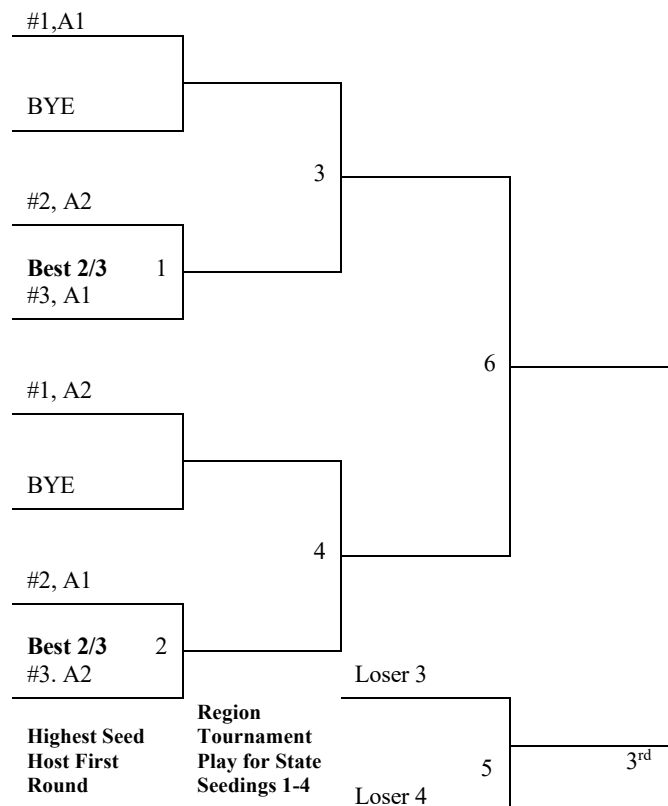 #1,A1
BYE
3
#2, A2
Best 2/3 1
#3, A1
#1, A2
6
BYE
4
#2, A1
Best 2/3 2
#3. A2
Loser 3
Highest Seed
Host First
Round
Region
Tournament
Play for State
Seedings 1-4
5
3rd
Loser 4